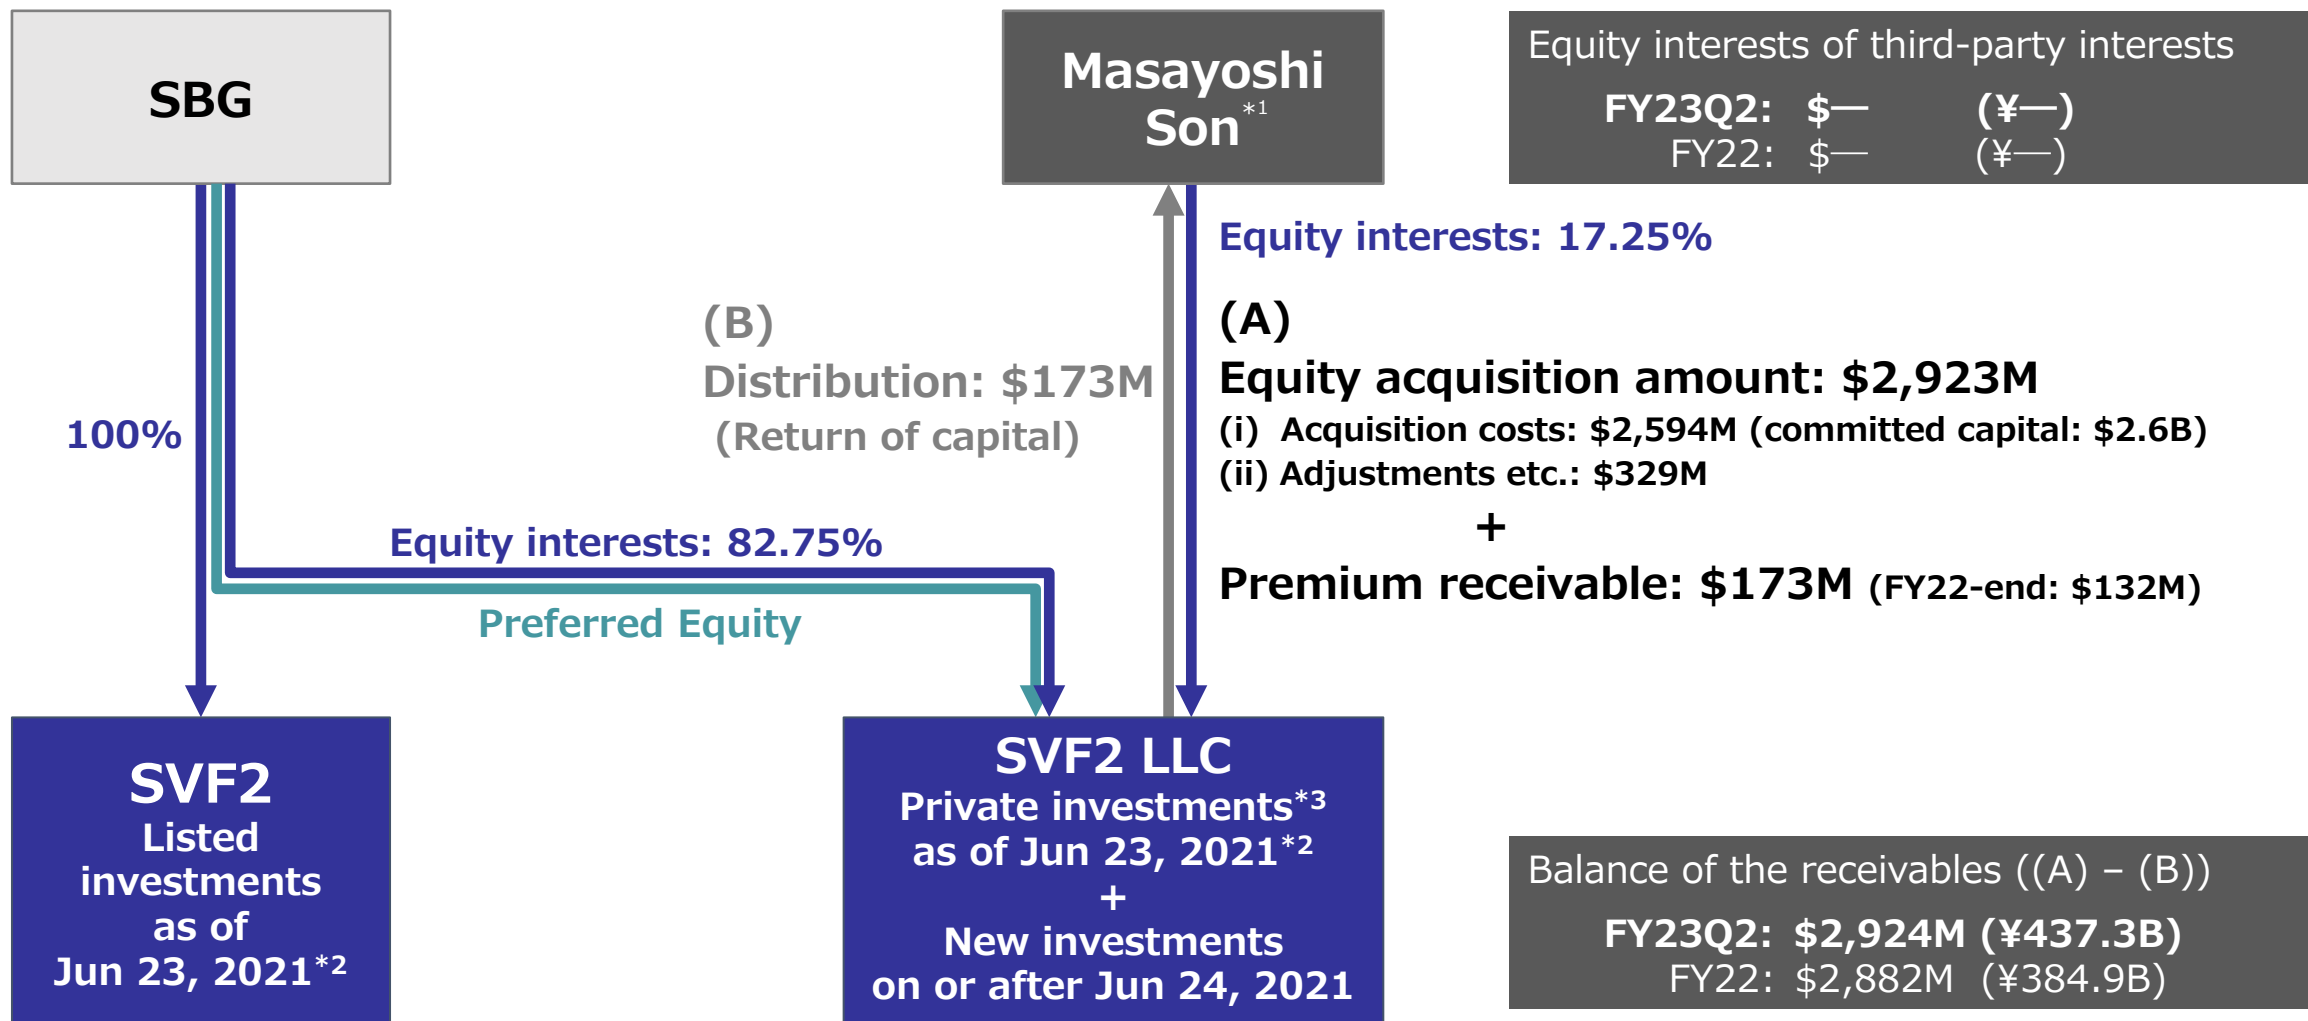 SBG
Masayoshi
Son*1
Equity interests of third-party interests
FY23Q2: $— (¥—)
FY22: $— (¥—)
Equity interests: 17.25%
(B)
Distribution: $173M
(Return of capital)
(A)
Equity acquisition amount: $2,923M
(i) Acquisition costs: $2,594M (committed capital: $2.6B)
(ii) Adjustments etc.: $329M
+
Premium receivable: $173M (FY22-end: $132M)
100%
Equity interests: 82.75%
Preferred Equity
SVF2
Listed
investments
as of
Jun 23, 2021*2
SVF2 LLC
Private investments*3
as of Jun 23, 2021*2
+
New investments
on or after Jun 24, 2021
Balance of the receivables ((A) – (B))
FY23Q2: $2,924M (¥437.3B)
FY22: $2,882M (¥384.9B)